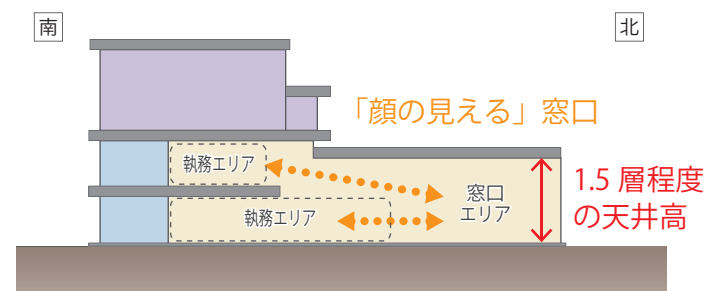 南
北
「顔の見える」窓口
執務エリア
窓口
エリア
執務エリア
1.5 層程度
の天井高